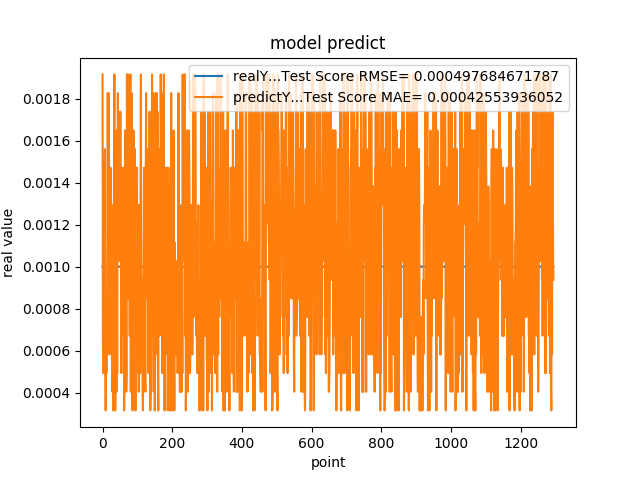 model predict
realY...Test Score RMSE= 0.000497684671787
predictY...Test Score MAE= 0.00042553936052
real value
0.0018
0.0016
0.0014
0.0012
0.0010
0.0008
0.0006
0.0004
0 200 400 600 800 1000 1200
point